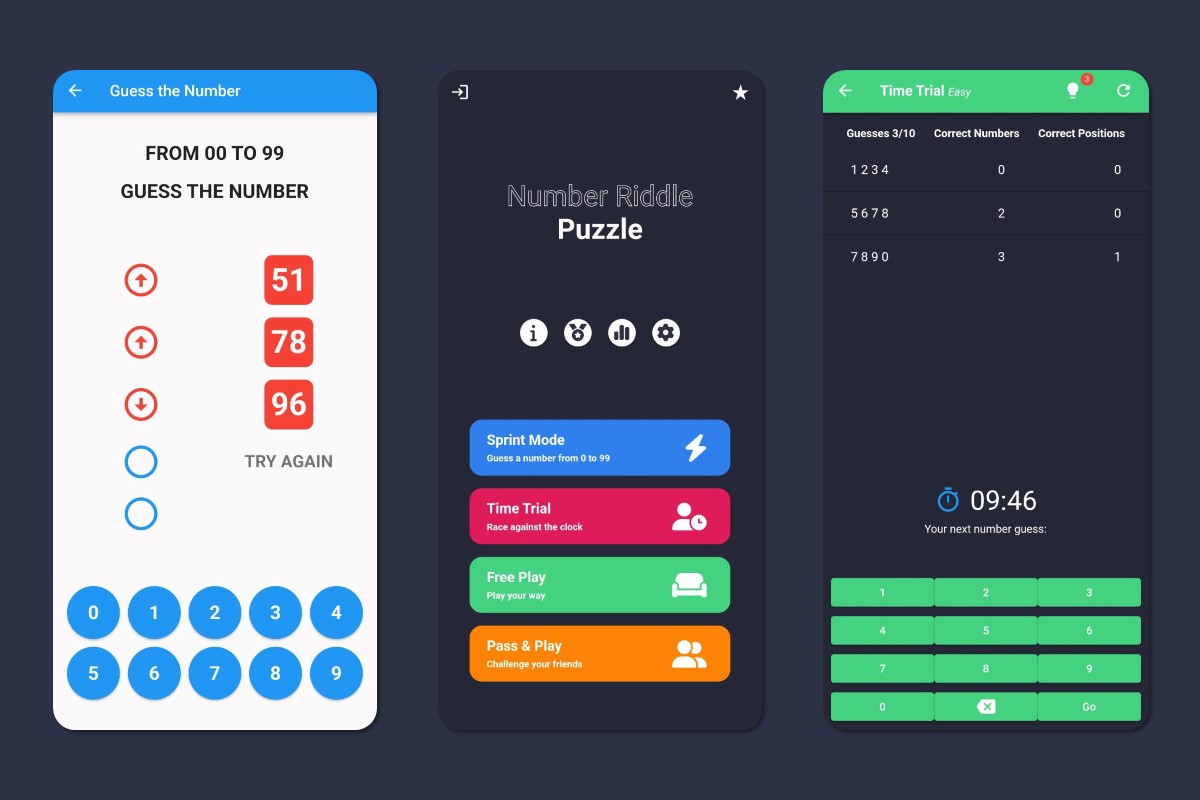 Guess the Number
FROM 00 TO 99
GUESS THE NUMBER
51
78
96
TRY AGAIN
0 1 2 3 4
5 6 7 8 9
Number Riddle
Puzzle
Sprint Mode
Guess a number from 0 to 99
Time Trial
Race against the clock
Free Play
Play your way
Pass & Play
Challenge your friends
Time Trial Easy
3
Guesses 3/10 Correct Numbers Correct Positions
1 2 3 4 0 0
5 6 7 8 2 0
7 8 9 0 3 1
09:46
Your next number guess:
1 2 3
4 5 6
7 8 9
0 Go